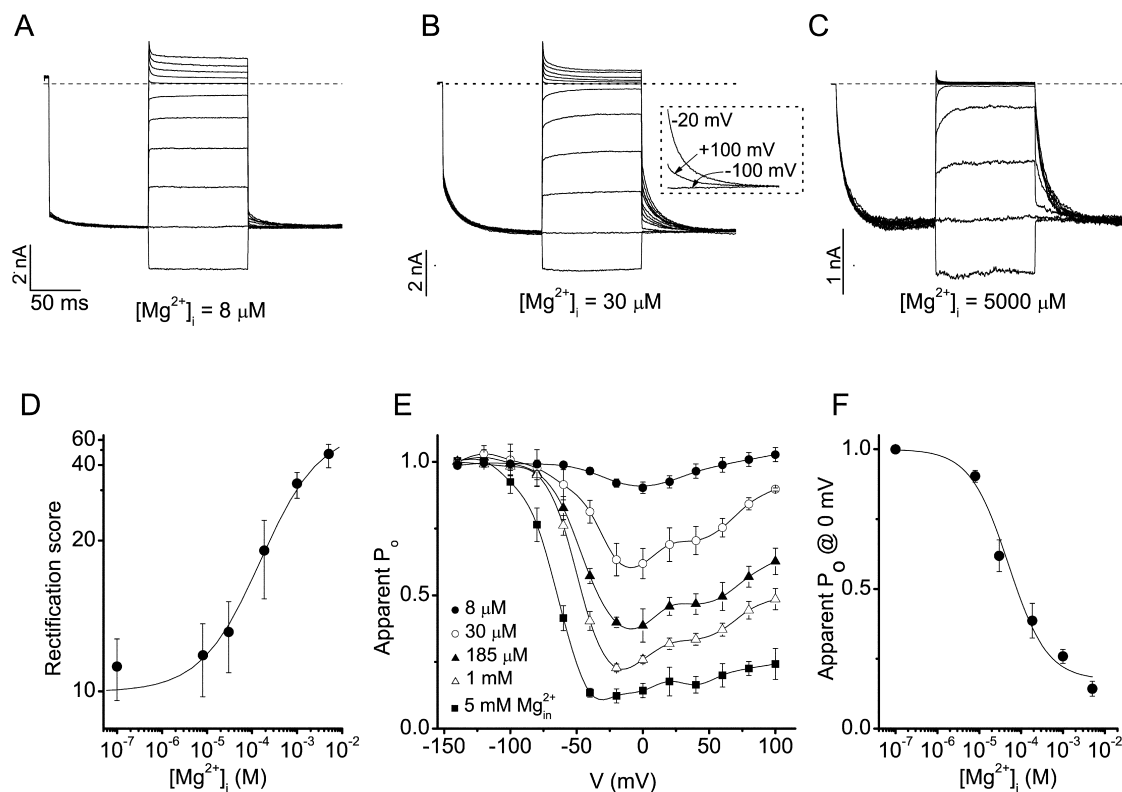 A
B
C
-20 mV
+100 mV
-100 mV
2 nA
50 ms
[Mg²⁺]ᵢ = 8 μM
2 nA
[Mg²⁺]ᵢ = 30 μM
1 nA
[Mg²⁺]ᵢ = 5000 μM
D
Rectification score
60
40
20
10
10⁻⁷ 10⁻⁶ 10⁻⁵ 10⁻⁴ 10⁻³ 10⁻²
[Mg²⁺]ᵢ (M)
E
Apparent Pₒ
1.0
0.5
0.0
8 μM
30 μM
185 μM
1 mM
5 mM Mg²⁺in
-150 -100 -50 0 50 100
V (mV)
F
Apparent Pₒ @ 0 mV
1.0
0.5
0.0
10⁻⁷ 10⁻⁶ 10⁻⁵ 10⁻⁴ 10⁻³ 10⁻²
[Mg²⁺]ᵢ (M)